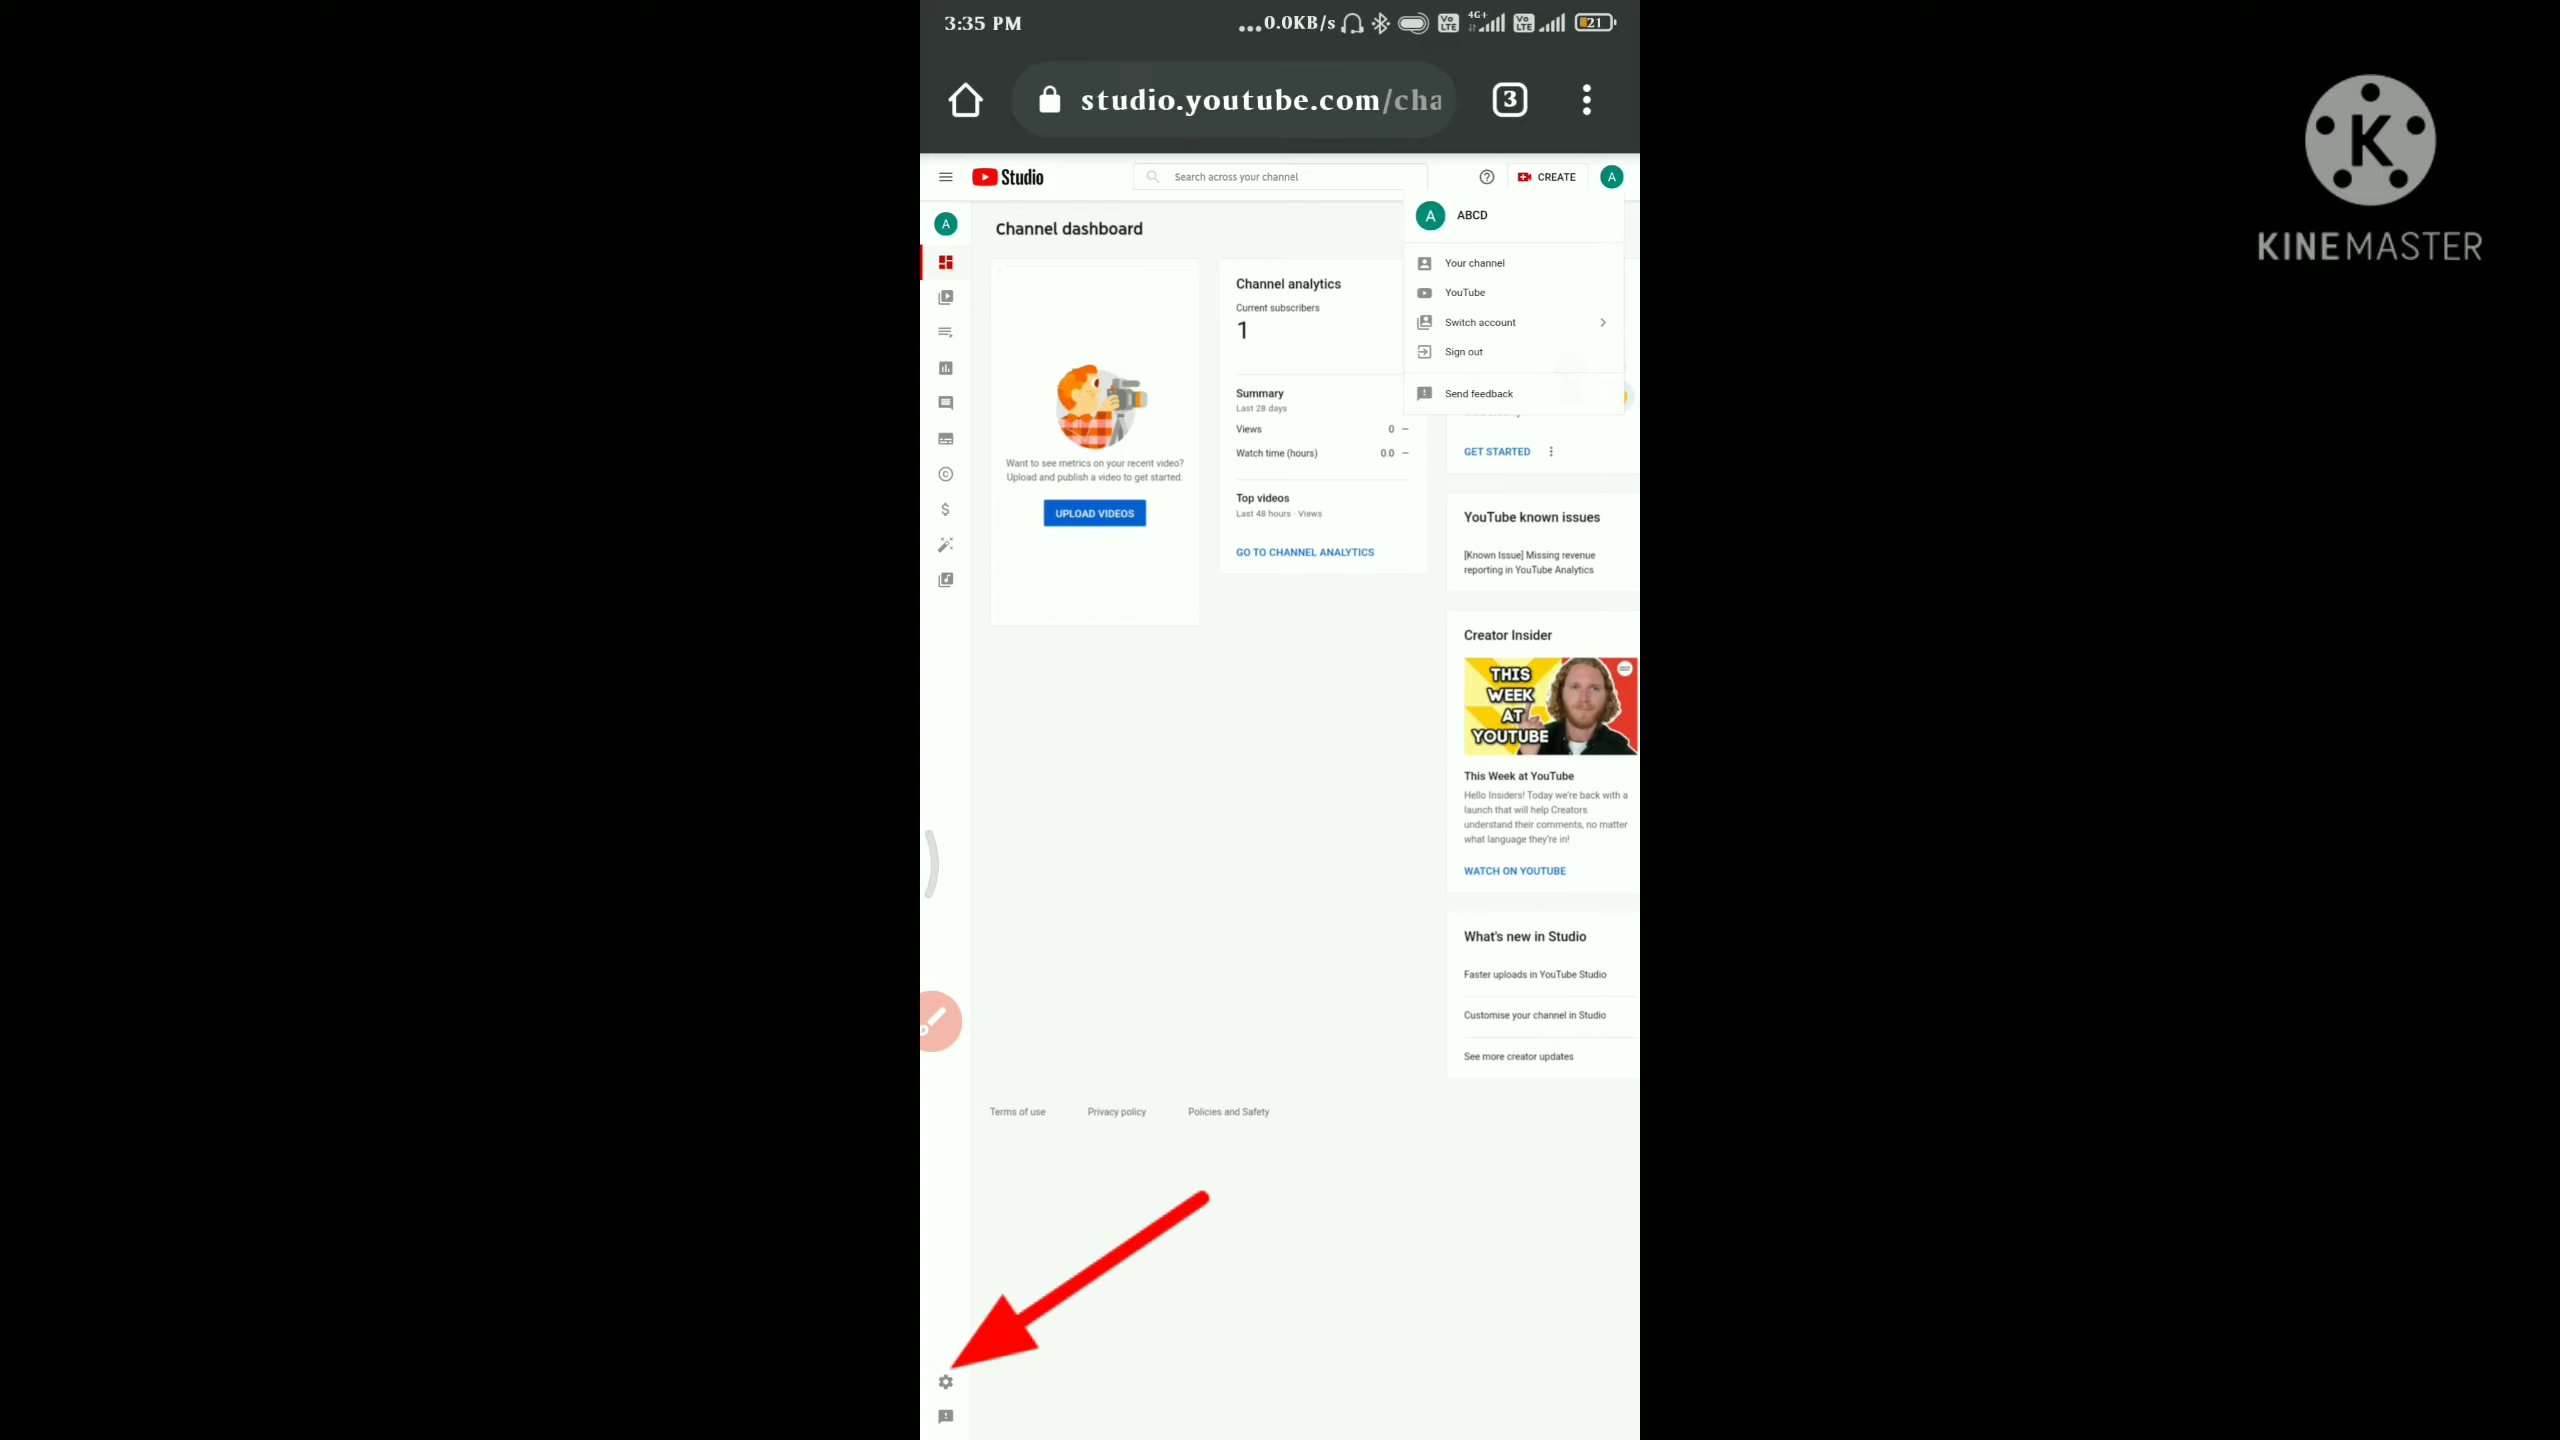 3:35 PM
...0.0KB/s
Vo LTE
4G+
Vo LTE
21
studio.youtube.com/cha
3
Studio
Search across your channel
CREATE
A
A
A
ABCD
Channel dashboard
Your channel
YouTube
Switch account
Sign out
Send feedback
Channel analytics
Current subscribers
1
Summary
Last 28 days
Views
0 —
Watch time (hours)
0.0 —
Want to see metrics on your recent video?
Upload and publish a video to get started.
UPLOAD VIDEOS
Top videos
Last 48 hours · Views
GO TO CHANNEL ANALYTICS
GET STARTED
YouTube known issues
[Known Issue] Missing revenue
reporting in YouTube Analytics
Creator Insider
THIS
WEEK
AT
YOUTUBE
This Week at YouTube
Hello Insiders! Today we're back with a
launch that will help Creators
understand their comments, no matter
what language they're in!
WATCH ON YOUTUBE
What's new in Studio
Faster uploads in YouTube Studio
Customise your channel in Studio
See more creator updates
Terms of use
Privacy policy
Policies and Safety
K
KINEMASTER